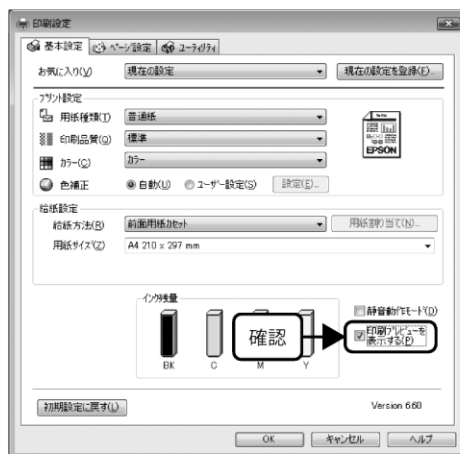 印刷設定
基本設定 ページ設定 ユーティリティ
お気に入り(V) 現在の設定 現在の設定を登録(F)...
プリント設定
用紙種類(T) 普通紙
印刷品質(Q) 標準
カラー(C) カラー
色補正 自動(U) ユーザー設定(S) 設定(E)...
EPSON
給紙設定
給紙方法(R) 前面用紙カセット 用紙割り当て(N)...
用紙サイズ(Z) A4 210 x 297 mm
インク残量
BK C M Y
確認
静音動作モード(D)
印刷プレビューを
表示する(P)
初期設定に戻す(L)
Version 6.60
OK キャンセル ヘルプ